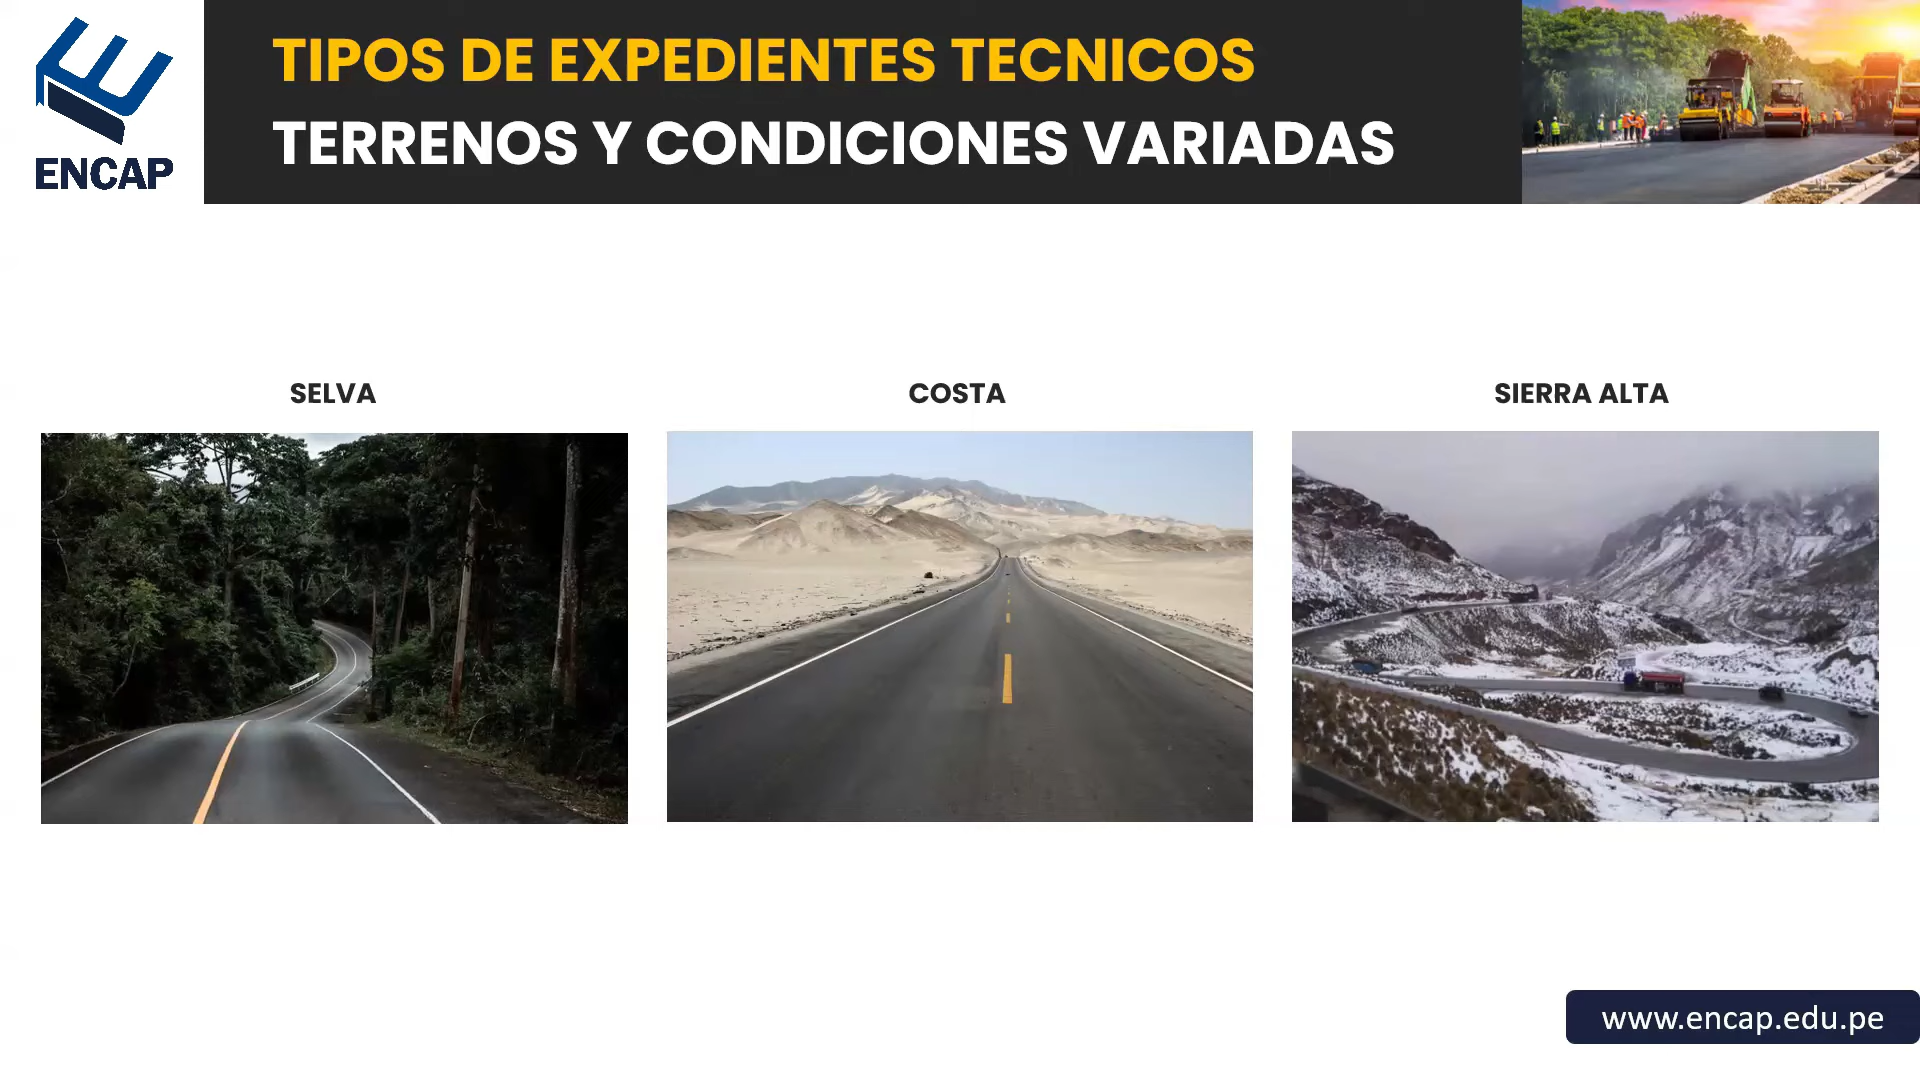 ENCAP
TIPOS DE EXPEDIENTES TECNICOS
TERRENOS Y CONDICIONES VARIADAS
SELVA
COSTA
SIERRA ALTA
www.encap.edu.pe